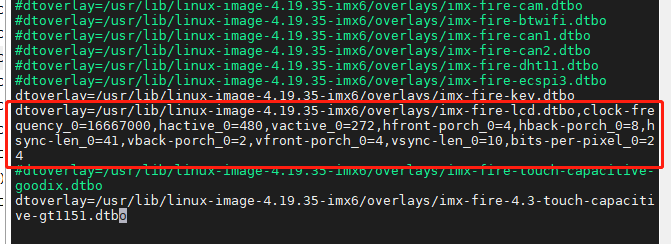 #dtoverlay=/usr/lib/linux-image-4.19.35-imx6/overlays/imx-fire-cam.dtbo
#dtoverlay=/usr/lib/linux-image-4.19.35-imx6/overlays/imx-fire-btwifi.dtbo
#dtoverlay=/usr/lib/linux-image-4.19.35-imx6/overlays/imx-fire-can1.dtbo
#dtoverlay=/usr/lib/linux-image-4.19.35-imx6/overlays/imx-fire-can2.dtbo
#dtoverlay=/usr/lib/linux-image-4.19.35-imx6/overlays/imx-fire-dht11.dtbo
#dtoverlay=/usr/lib/linux-image-4.19.35-imx6/overlays/imx-fire-ecspi3.dtbo
dtoverlay=/usr/lib/linux-image-4.19.35-imx6/overlays/imx-fire-key.dtbo
dtoverlay=/usr/lib/linux-image-4.19.35-imx6/overlays/imx-fire-lcd.dtbo,clock-fre
quency_0=16667000,hactive_0=480,vactive_0=272,hfront-porch_0=4,hback-porch_0=8,h
sync-len_0=41,vback-porch_0=2,vfront-porch_0=4,vsync-len_0=10,bits-per-pixel_0=2
4
#dtoverlay=/usr/lib/linux-image-4.19.35-imx6/overlays/imx-fire-touch-capacitive-
goodix.dtbo
dtoverlay=/usr/lib/linux-image-4.19.35-imx6/overlays/imx-fire-4.3-touch-capaciti
ve-gt1151.dtbo